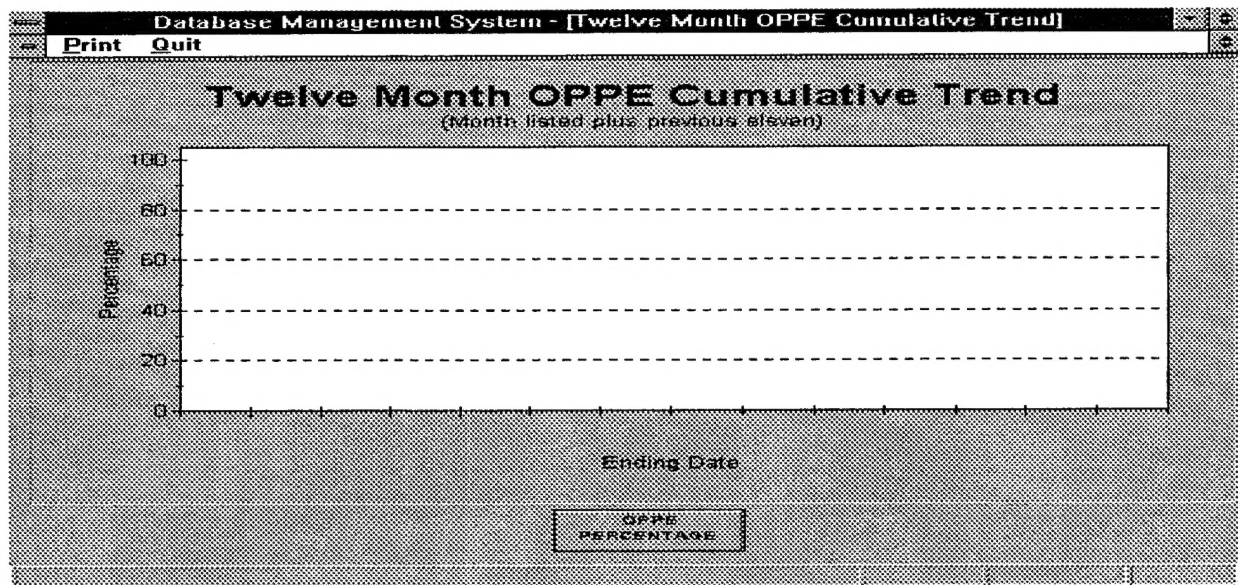 Database Management System - [Twelve Month OPPE Cumulative Trend]
Print Quit
Twelve Month OPPE Cumulative Trend
(Month listed plus previous eleven)
100
80
60
40
20
0
Percentage
Ending Date
OPPE
PERCENTAGE